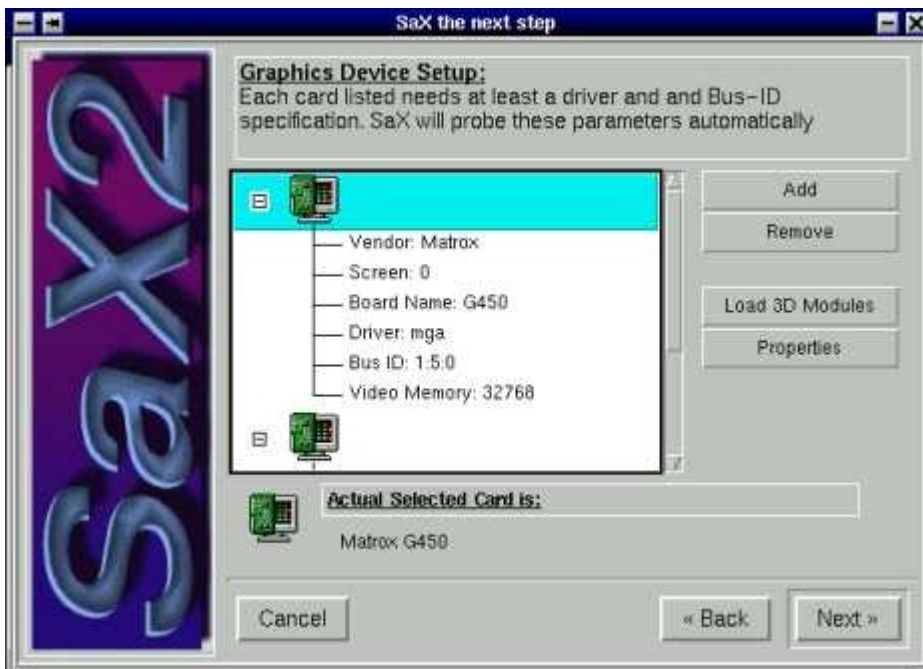 SaX the next step
SaX2
Graphics Device Setup:
Each card listed needs at least a driver and and Bus-ID
specification. SaX will probe these parameters automatically
Vendor: Matrox
Screen: 0
Board Name: G450
Driver: mga
Bus ID: 1:5:0
Video Memory: 32768
Add
Remove
Load 3D Modules
Properties
Actual Selected Card is:
Matrox G450
Cancel
« Back
Next »